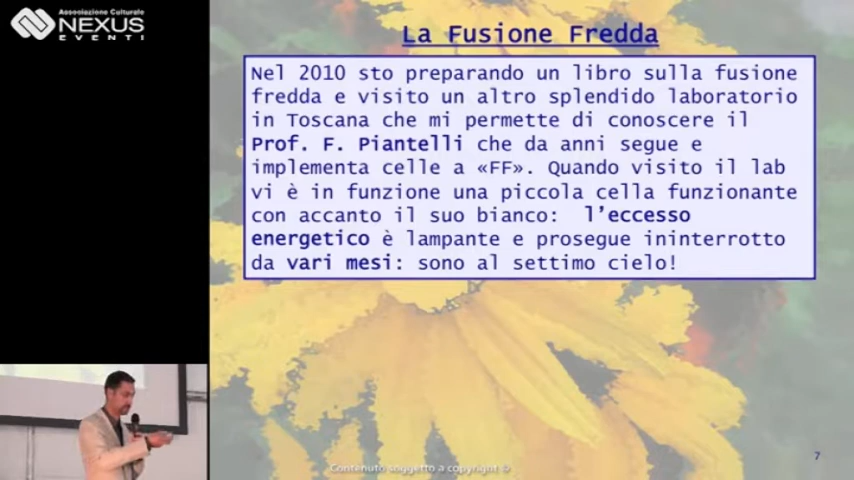 Associazione Culturale
NEXUS
EVENTI
La Fusione Fredda
Nel 2010 sto preparando un libro sulla fusione
fredda e visito un altro splendido laboratorio
in Toscana che mi permette di conoscere il
Prof. F. Piantelli che da anni segue e
implementa celle a «FF». Quando visito il lab
vi è in funzione una piccola cella funzionante
con accanto il suo bianco: l’eccesso
energetico è lampante e prosegue ininterrotto
da vari mesi: sono al settimo cielo!
7
Contenuto soggetto a copyright ©